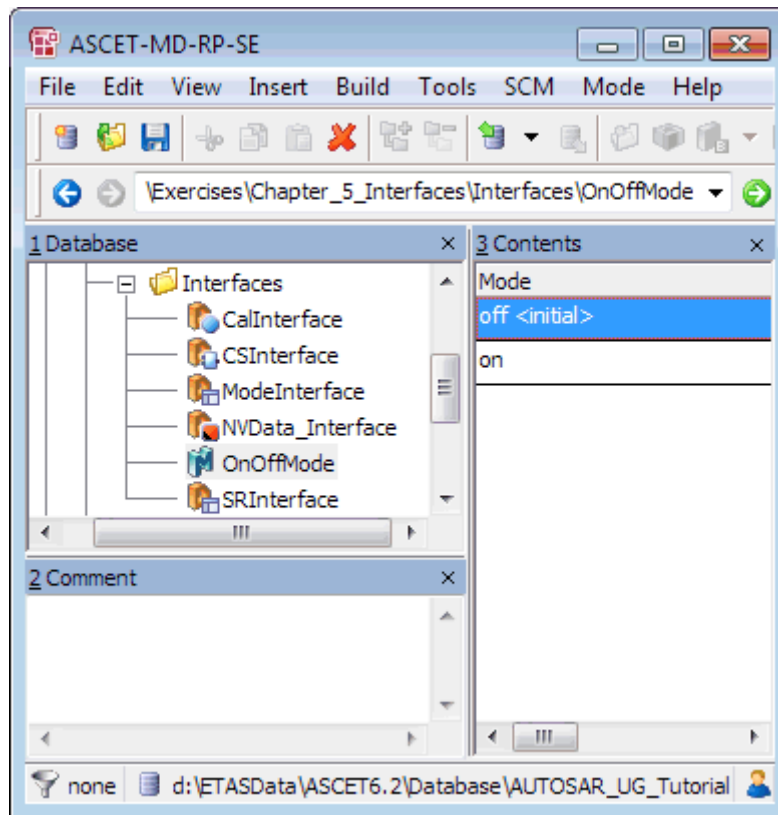 ASCET-MD-RP-SE
File Edit View Insert Build Tools SCM Mode Help
\Exercises\Chapter_5_Interfaces\Interfaces\OnOffMode
1 Database
Interfaces
CalInterface
CSInterface
ModeInterface
NVData_Interface
OnOffMode
SRInterface
2 Comment
3 Contents
Mode
off <initial>
on
none d:\ETASData\ASCET6.2\Database\AUTOSAR_UG_Tutorial